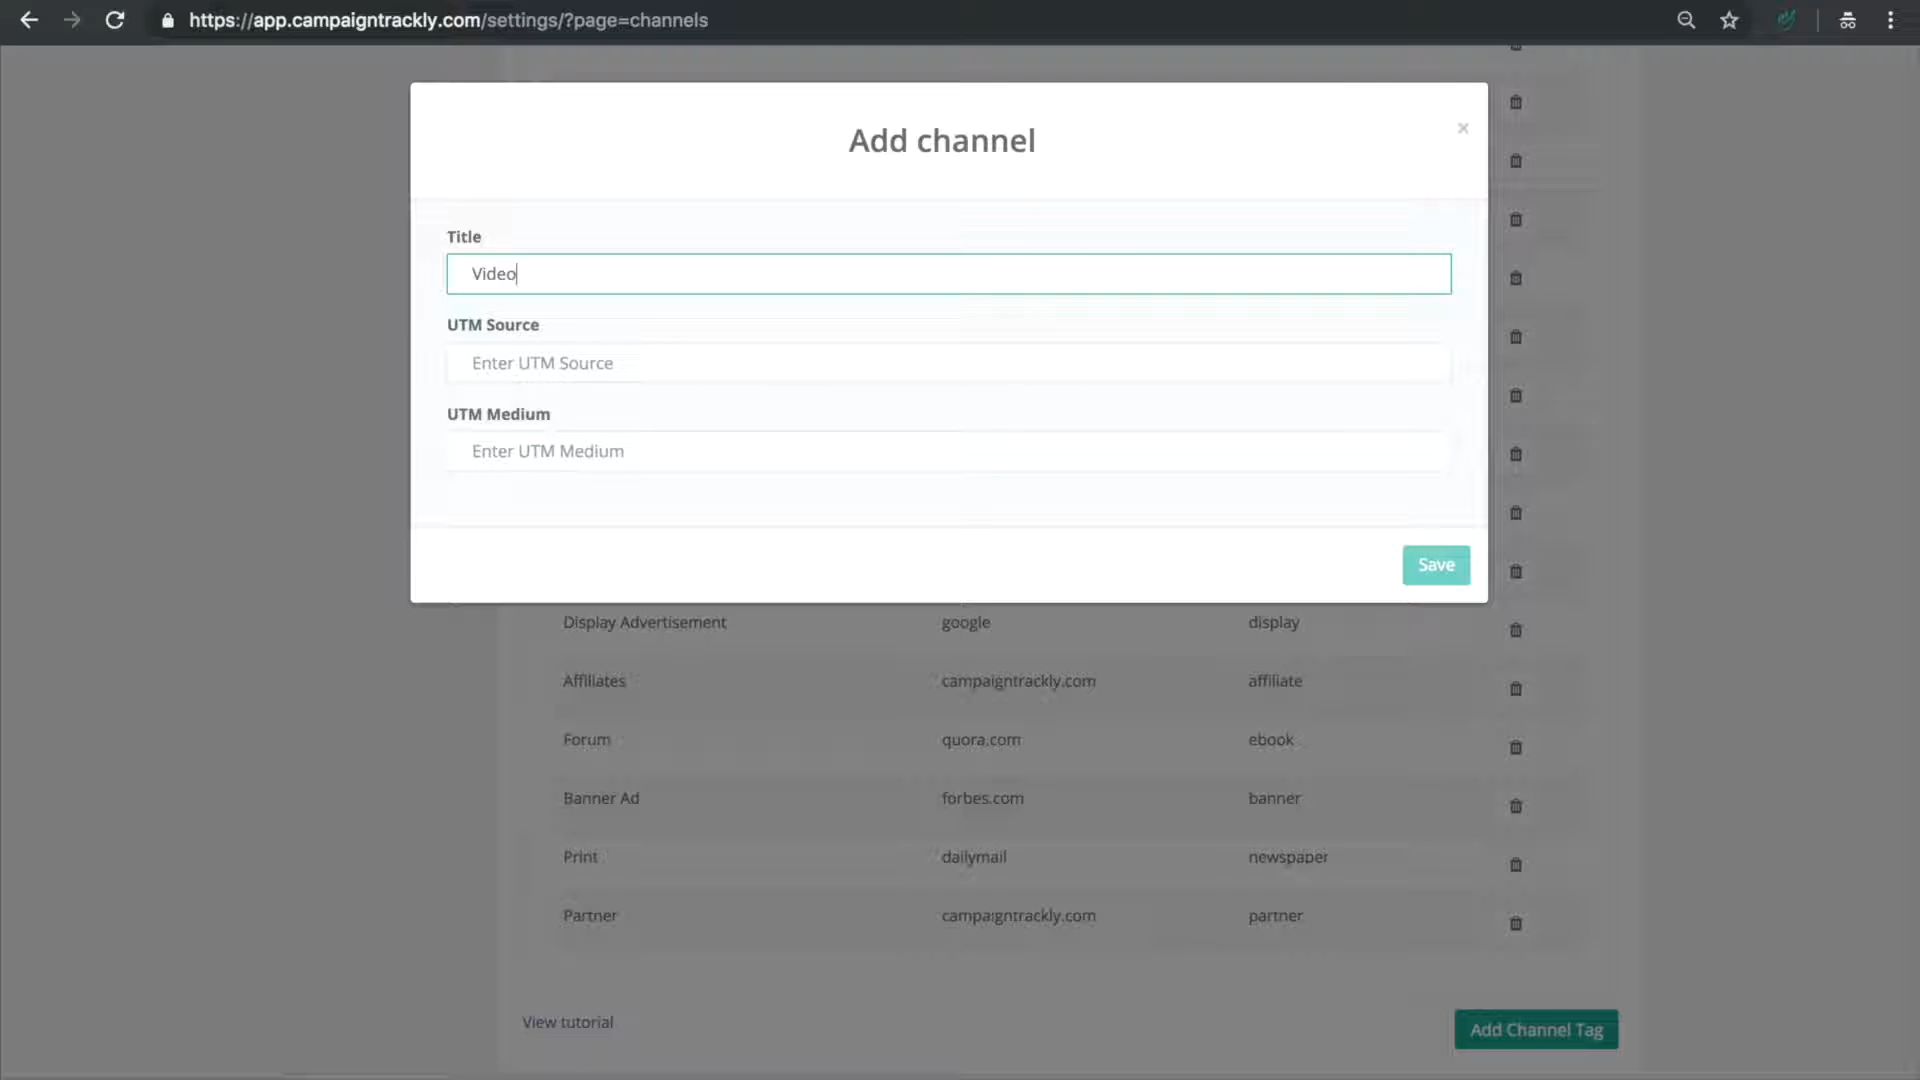 https://app.campaigntrackly.com/settings/?page=channels
Add channel
×
Title
Video
UTM Source
Enter UTM Source
UTM Medium
Enter UTM Medium
Save
Display Advertisement google display
Affiliates campaigntrackly.com affiliate
Forum quora.com ebook
Banner Ad forbes.com banner
Print dailymail newspaper
Partner campaigntrackly.com partner
View tutorial
Add Channel Tag